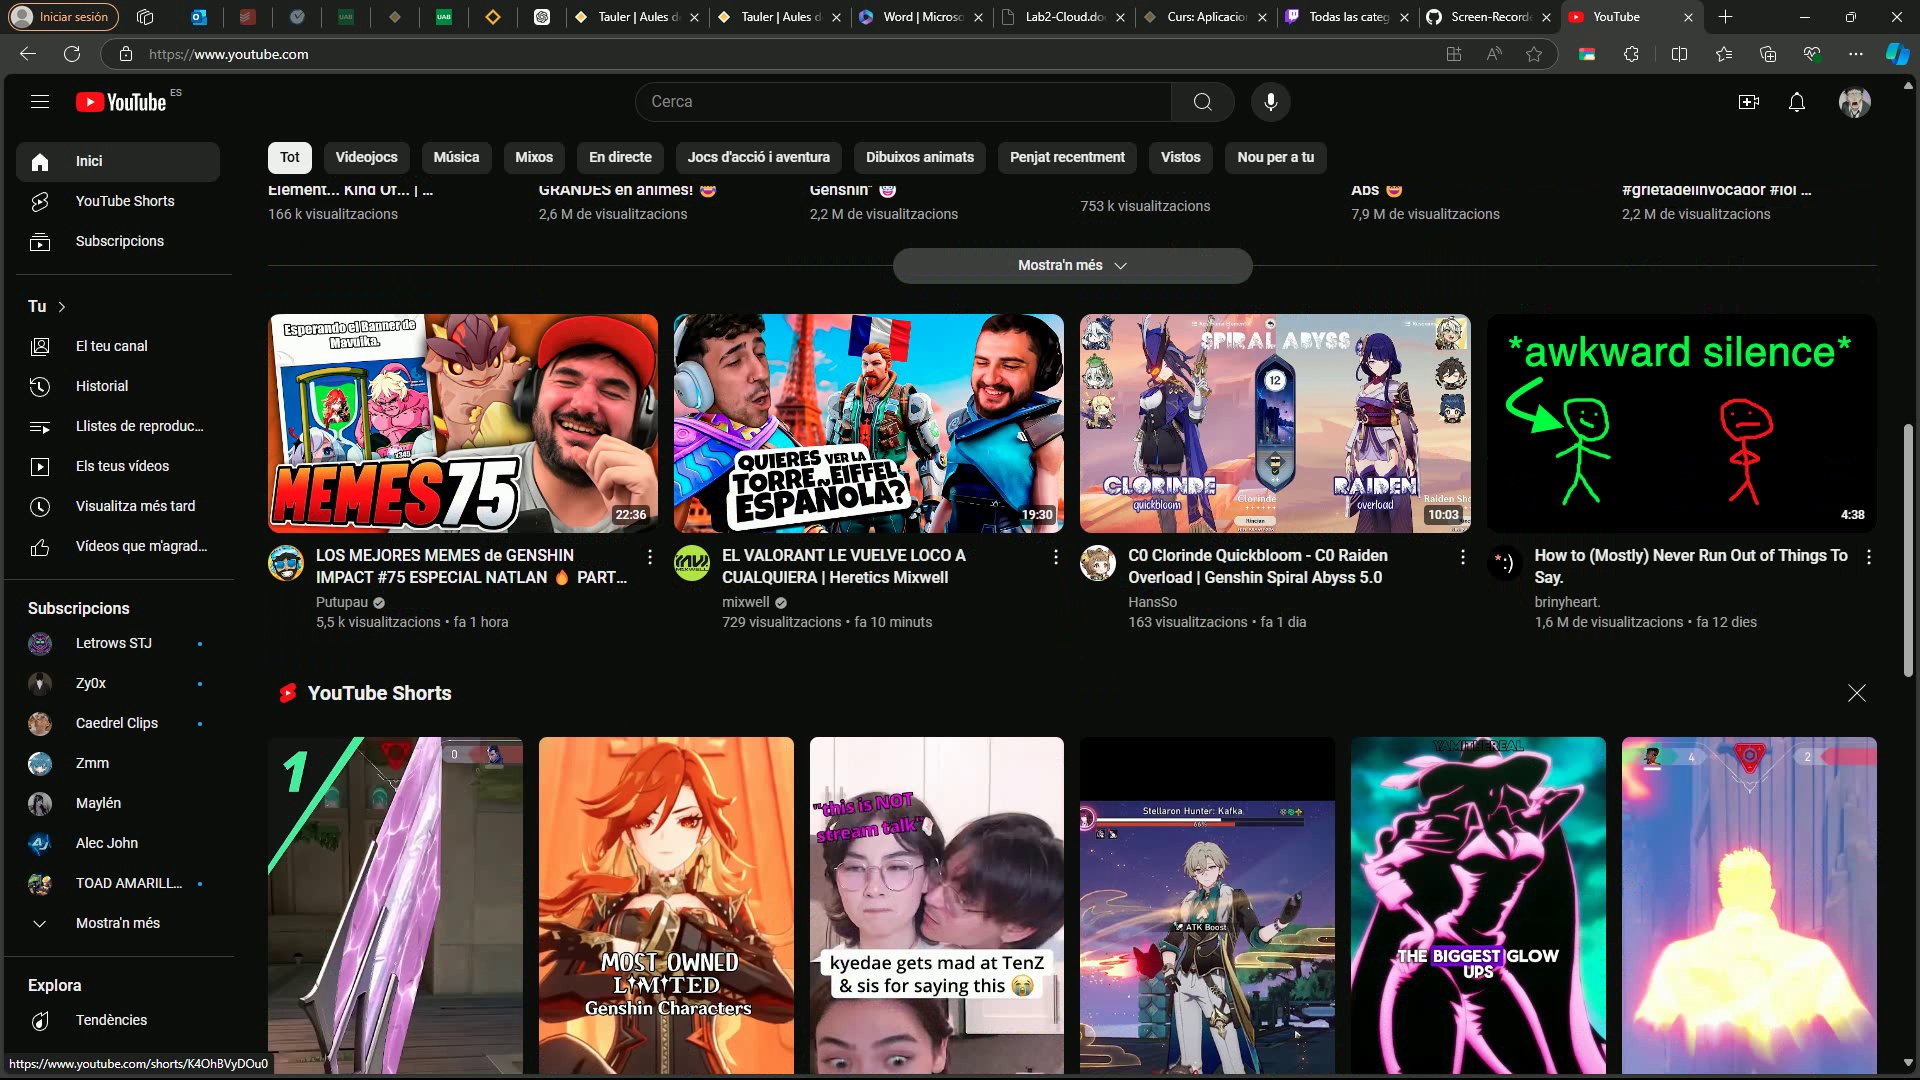 Iniciar sesión
Tauler | Aules d
Tauler | Aules d
Word | Microso
Lab2-Cloud.do
Curs: Aplicacio
Todas las categ
Screen-Recorde
YouTube
https://www.youtube.com
YouTube ES
Cerca
Inici
YouTube Shorts
Subscripcions
Tu
El teu canal
Historial
Llistes de reproduc...
Els teus vídeos
Visualitza més tard
Vídeos que m'agrad...
Subscripcions
Letrows STJ
Zy0x
Caedrel Clips
Zmm
Maylén
Alec John
TOAD AMARILL...
Mostra'n més
Explora
Tendències
https://www.youtube.com/shorts/K4OhBVyDOu0
Tot
Videojocs
Música
Mixos
En directe
Jocs d'acció i aventura
Dibuixos animats
Penjat recentment
Vistos
Nou per a tu
Element... Kind Of... | ...
166 k visualitzacions
GRANDES en animes!
2,6 M de visualitzacions
Genshin"
2,2 M de visualitzacions
753 k visualitzacions
Abs
7,9 M de visualitzacions
#grietadelinvocador #lol ...
2,2 M de visualitzacions
Mostra'n més
Esperando el Banner de
Mavuika.
MEMES 75
22:36
LOS MEJORES MEMES de GENSHIN
IMPACT #75 ESPECIAL NATLAN 🔥 PART...
Putupau
5,5 k visualitzacions • fa 1 hora
QUIERES VER LA
TORRE EIFFEL
ESPAÑOLA?
19:30
EL VALORANT LE VUELVE LOCO A
CUALQUIERA | Heretics Mixwell
mixwell
729 visualitzacions • fa 10 minuts
SPIRAL ABYSS
12
CLORINDE
quickbloom
Clorinde
RAIDEN
overload
10:03
C0 Clorinde Quickbloom - C0 Raiden
Overload | Genshin Spiral Abyss 5.0
HansSo
163 visualitzacions • fa 1 dia
*awkward silence*
4:38
How to (Mostly) Never Run Out of Things To
Say.
brinyheart.
1,6 M de visualitzacions • fa 12 dies
YouTube Shorts
1
0
MOST OWNED
LIMITED
Genshin Characters
"this is NOT
stream talk"
kyedae gets mad at TenZ
& sis for saying this 😭
Stellaron Hunter: Kafka
66%
ATK Boost
YAMITHEREAL
THE BIGGEST GLOW
UPS
4
2